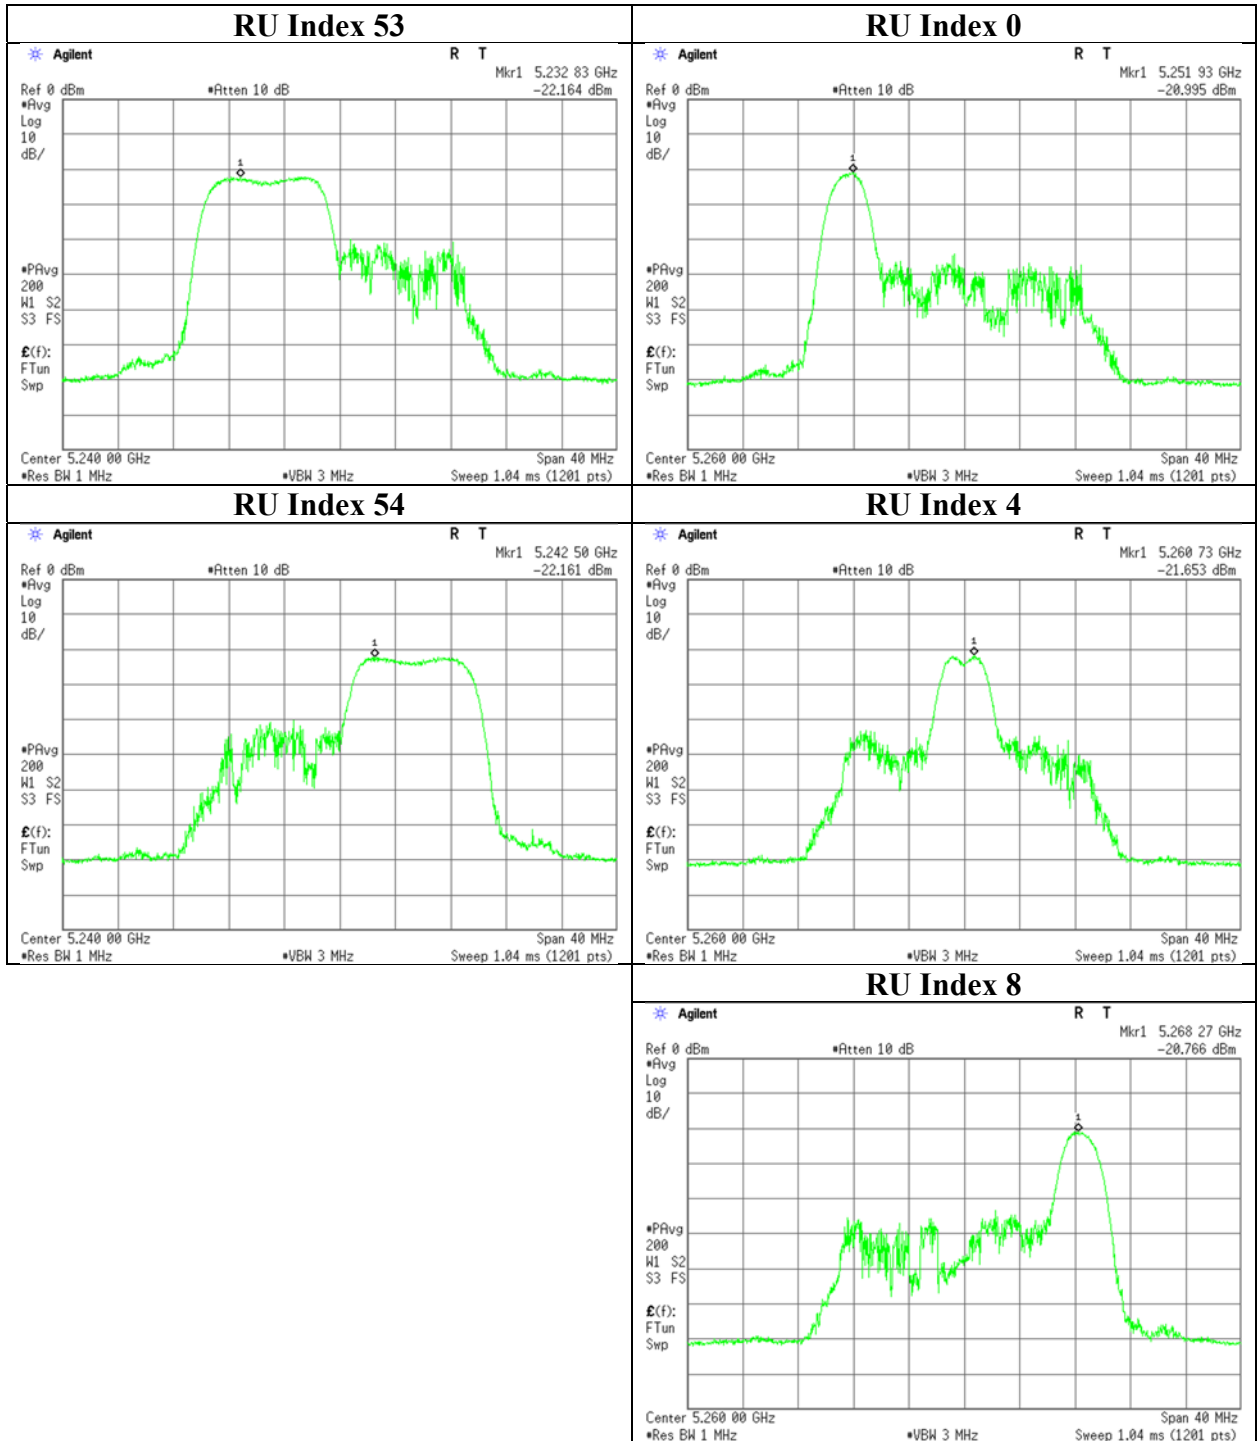 RU Index 53
Agilent
R T
Mkr1 5.232 83 GHz
Ref 0 dBm
*Atten 10 dB
-22.164 dBm
*Avg
Log
10
dB/
1
*PAvg
200
W1 S2
S3 FS
£(f):
FTun
Swp
Center 5.240 00 GHz
Span 40 MHz
*Res BW 1 MHz
*VBW 3 MHz
Sweep 1.04 ms (1201 pts)
RU Index 0
Agilent
R T
Mkr1 5.251 93 GHz
Ref 0 dBm
*Atten 10 dB
-20.995 dBm
*Avg
Log
10
dB/
1
*PAvg
200
W1 S2
S3 FS
£(f):
FTun
Swp
Center 5.260 00 GHz
Span 40 MHz
*Res BW 1 MHz
*VBW 3 MHz
Sweep 1.04 ms (1201 pts)
RU Index 54
Agilent
R T
Mkr1 5.242 50 GHz
Ref 0 dBm
*Atten 10 dB
-22.161 dBm
*Avg
Log
10
dB/
1
*PAvg
200
W1 S2
S3 FS
£(f):
FTun
Swp
Center 5.240 00 GHz
Span 40 MHz
*Res BW 1 MHz
*VBW 3 MHz
Sweep 1.04 ms (1201 pts)
RU Index 4
Agilent
R T
Mkr1 5.260 73 GHz
Ref 0 dBm
*Atten 10 dB
-21.653 dBm
*Avg
Log
10
dB/
1
*PAvg
200
W1 S2
S3 FS
£(f):
FTun
Swp
Center 5.260 00 GHz
Span 40 MHz
*Res BW 1 MHz
*VBW 3 MHz
Sweep 1.04 ms (1201 pts)
RU Index 8
Agilent
R T
Mkr1 5.268 27 GHz
Ref 0 dBm
*Atten 10 dB
-20.766 dBm
*Avg
Log
10
dB/
1
*PAvg
200
W1 S2
S3 FS
£(f):
FTun
Swp
Center 5.260 00 GHz
Span 40 MHz
*Res BW 1 MHz
*VBW 3 MHz
Sweep 1.04 ms (1201 pts)